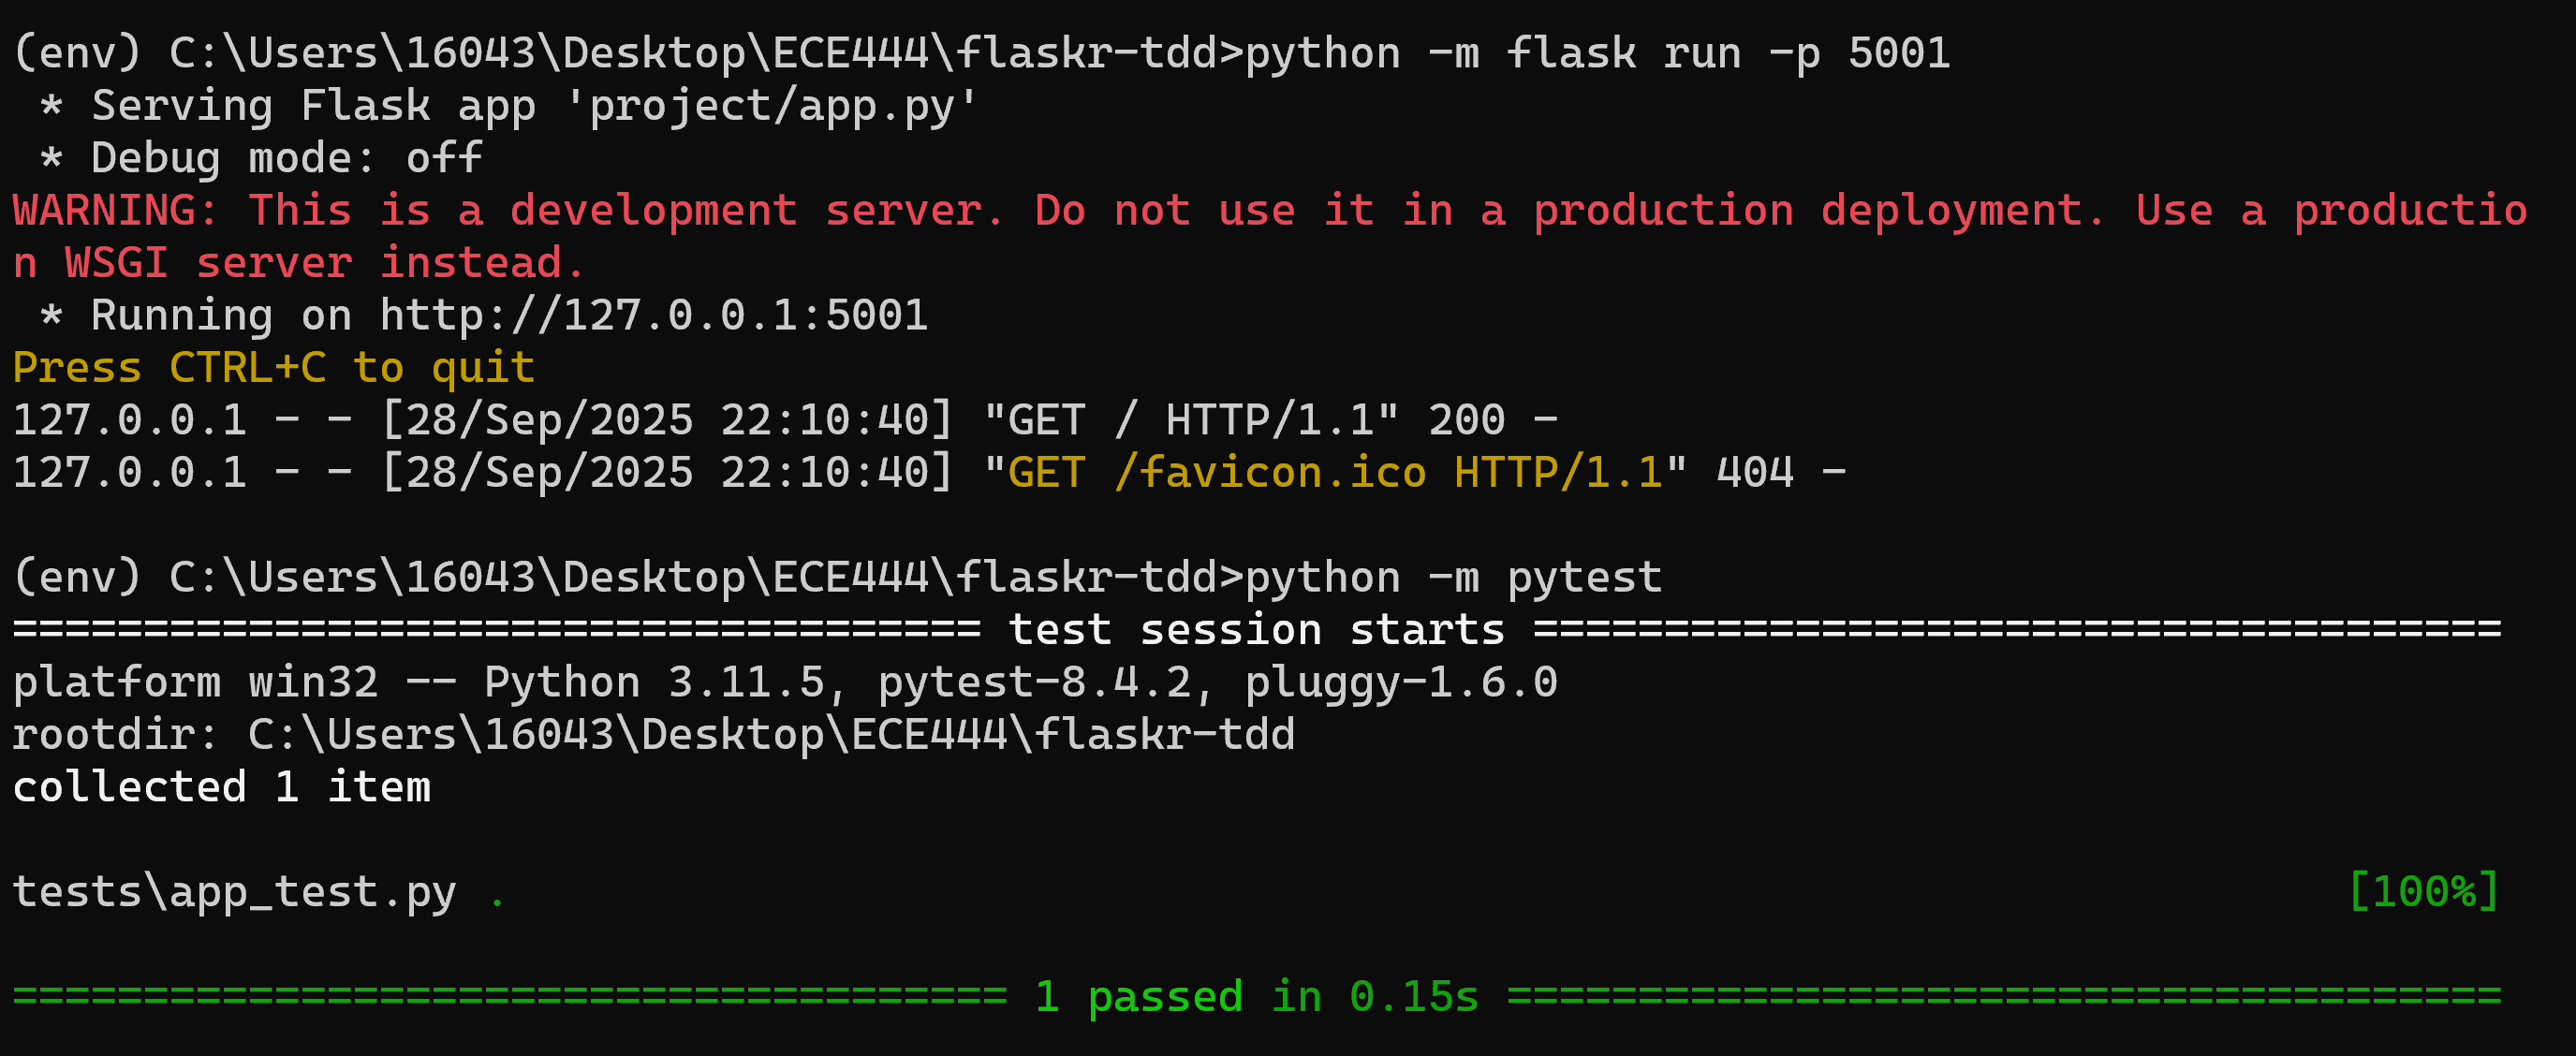 (env) C:\Users\16043\Desktop\ECE444\flaskr-tdd>python -m flask run -p 5001
 * Serving Flask app 'project/app.py'
 * Debug mode: off
WARNING: This is a development server. Do not use it in a production deployment. Use a productio
n WSGI server instead.
 * Running on http://127.0.0.1:5001
Press CTRL+C to quit
127.0.0.1 - - [28/Sep/2025 22:10:40] "GET / HTTP/1.1" 200 -
127.0.0.1 - - [28/Sep/2025 22:10:40] "GET /favicon.ico HTTP/1.1" 404 -

(env) C:\Users\16043\Desktop\ECE444\flaskr-tdd>python -m pytest
===================================== test session starts =====================================
platform win32 -- Python 3.11.5, pytest-8.4.2, pluggy-1.6.0
rootdir: C:\Users\16043\Desktop\ECE444\flaskr-tdd
collected 1 item

tests\app_test.py .                                                                      [100%]

====================================== 1 passed in 0.15s ======================================